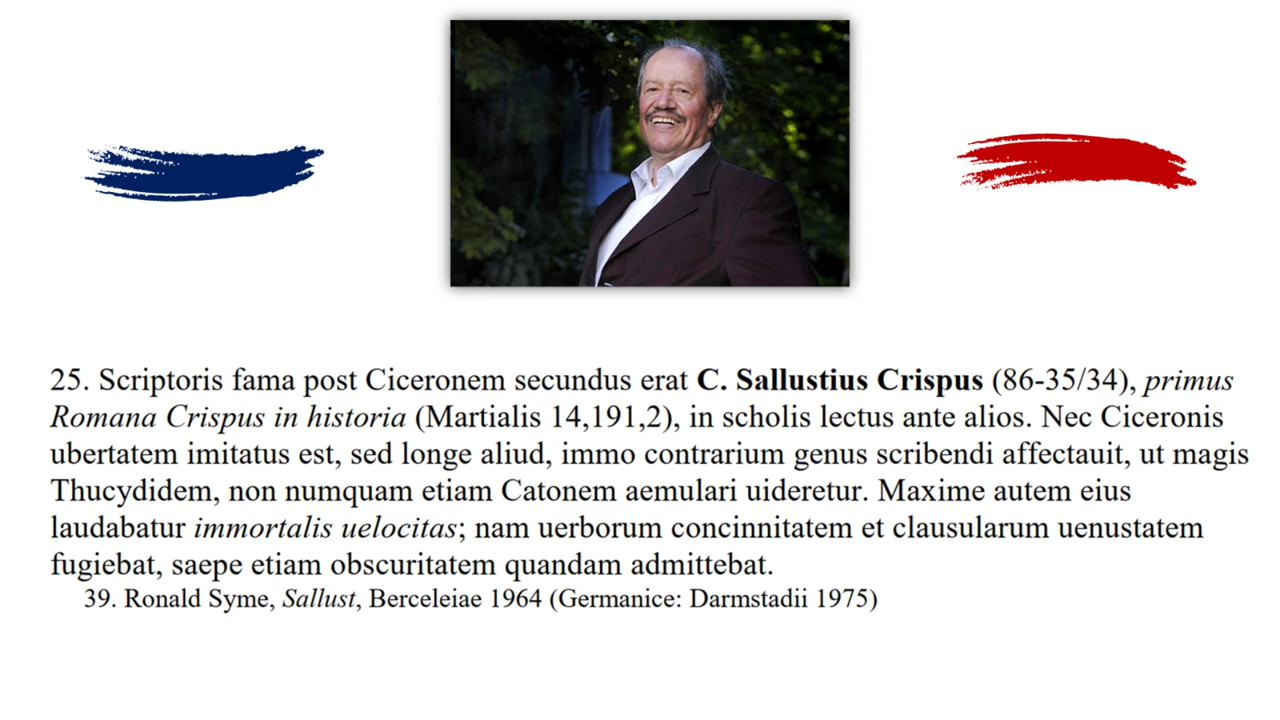 25. Scriptoris fama post Ciceronem secundus erat C. Sallustius Crispus (86-35/34), primus
Romana Crispus in historia (Martialis 14,191,2), in scholis lectus ante alios. Nec Ciceronis
ubertatem imitatus est, sed longe aliud, immo contrarium genus scribendi affectauit, ut magis
Thucydidem, non numquam etiam Catonem aemulari uideretur. Maxime autem eius
laudabatur immortalis uelocitas; nam uerborum concinnitatem et clausularum uenustatem
fugiebat, saepe etiam obscuritatem quandam admittebat.
39. Ronald Syme, Sallust, Berceleiae 1964 (Germanice: Darmstadii 1975)